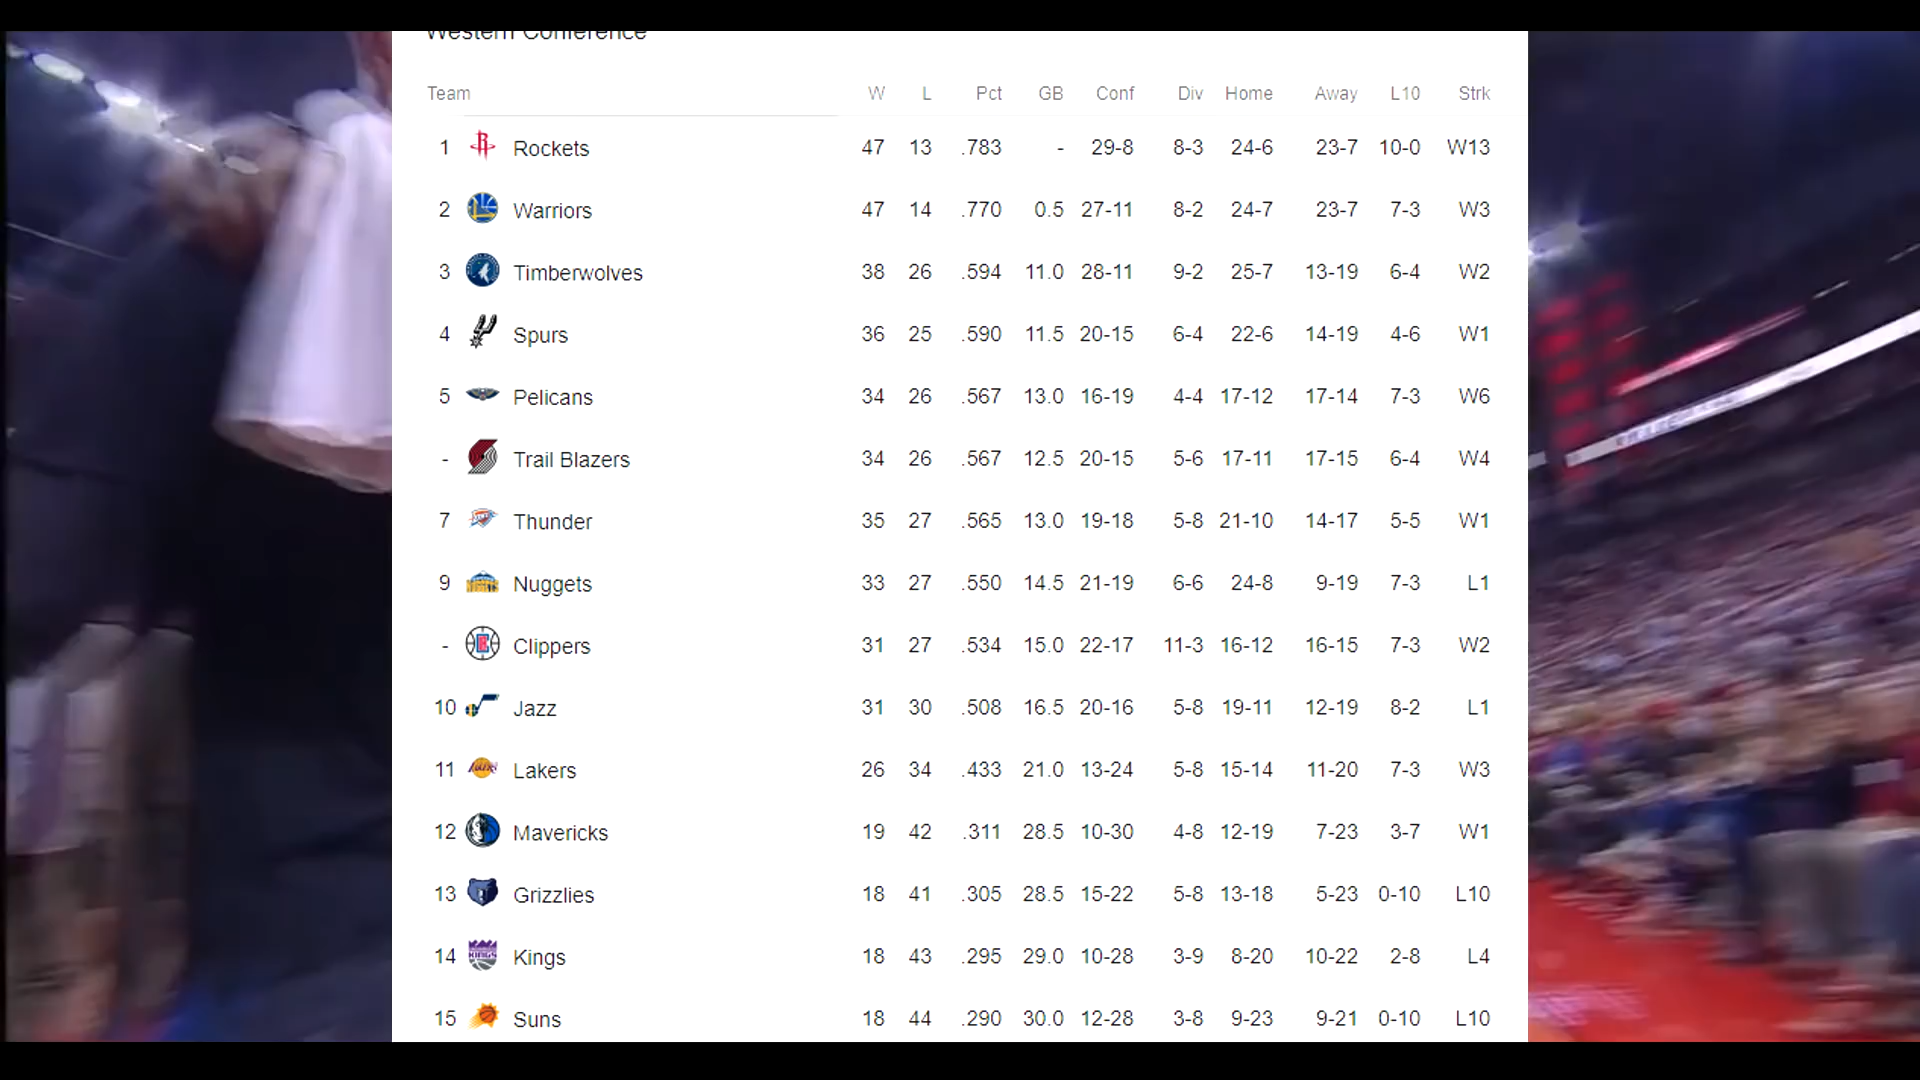 Western Conference
Team W L Pct GB Conf Div Home Away L10 Strk
1 Rockets 47 13 .783 - 29-8 8-3 24-6 23-7 10-0 W13
2 Warriors 47 14 .770 0.5 27-11 8-2 24-7 23-7 7-3 W3
3 Timberwolves 38 26 .594 11.0 28-11 9-2 25-7 13-19 6-4 W2
4 Spurs 36 25 .590 11.5 20-15 6-4 22-6 14-19 4-6 W1
5 Pelicans 34 26 .567 13.0 16-19 4-4 17-12 17-14 7-3 W6
- Trail Blazers 34 26 .567 12.5 20-15 5-6 17-11 17-15 6-4 W4
7 Thunder 35 27 .565 13.0 19-18 5-8 21-10 14-17 5-5 W1
9 Nuggets 33 27 .550 14.5 21-19 6-6 24-8 9-19 7-3 L1
- Clippers 31 27 .534 15.0 22-17 11-3 16-12 16-15 7-3 W2
10 Jazz 31 30 .508 16.5 20-16 5-8 19-11 12-19 8-2 L1
11 Lakers 26 34 .433 21.0 13-24 5-8 15-14 11-20 7-3 W3
12 Mavericks 19 42 .311 28.5 10-30 4-8 12-19 7-23 3-7 W1
13 Grizzlies 18 41 .305 28.5 15-22 5-8 13-18 5-23 0-10 L10
14 KINGS Kings 18 43 .295 29.0 10-28 3-9 8-20 10-22 2-8 L4
15 Suns 18 44 .290 30.0 12-28 3-8 9-23 9-21 0-10 L10